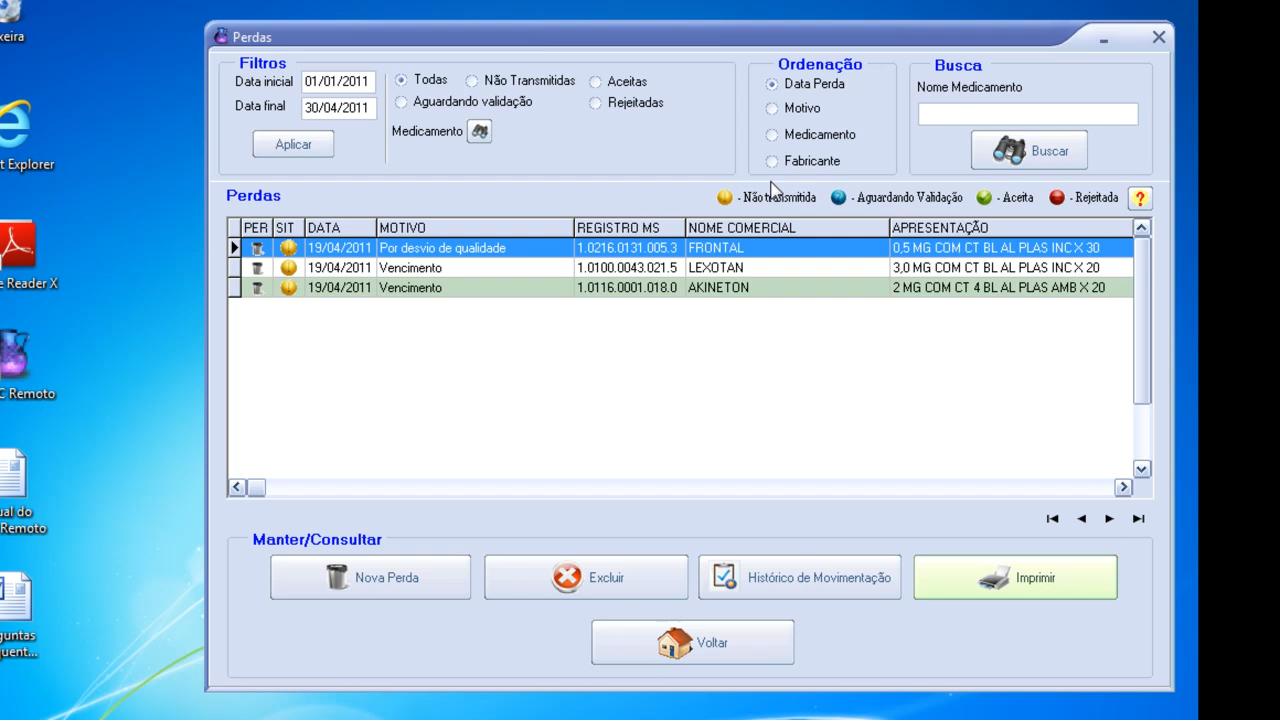 xeira
t Explorer
e Reader X
C Remoto
ual do
Remoto
guntas
quent...
Perdas
Filtros
Data inicial 01/01/2011
Data final 30/04/2011
Aplicar
Todas Não Transmitidas Aceitas
Aguardando validação Rejeitadas
Medicamento
Ordenação
Data Perda
Motivo
Medicamento
Fabricante
Busca
Nome Medicamento
Buscar
Perdas
- Não transmitida - Aguardando Validação - Aceita - Rejeitada ?
PER SIT DATA MOTIVO REGISTRO MS NOME COMERCIAL APRESENTAÇÃO
19/04/2011 Por desvio de qualidade 1.0216.0131.005.3 FRONTAL 0,5 MG COM CT BL AL PLAS INC X 30
19/04/2011 Vencimento 1.0100.0043.021.5 LEXOTAN 3,0 MG COM CT BL AL PLAS INC X 20
19/04/2011 Vencimento 1.0116.0001.018.0 AKINETON 2 MG COM CT 4 BL AL PLAS AMB X 20
Manter/Consultar
Nova Perda Excluir Histórico de Movimentação Imprimir
Voltar